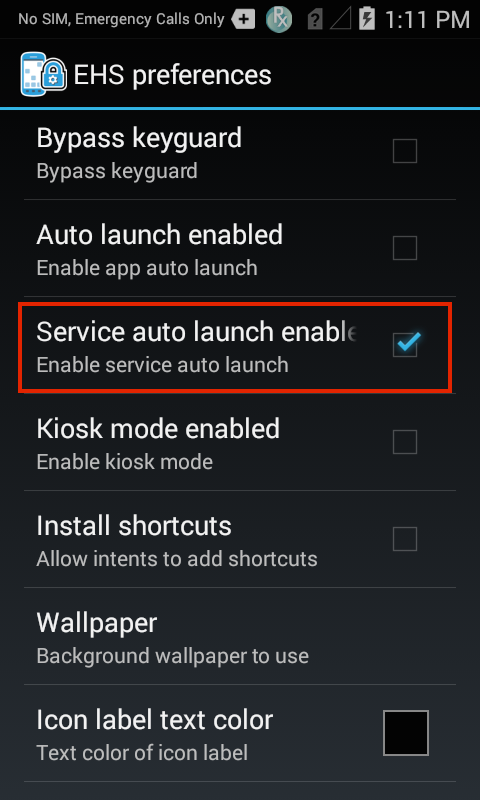 No SIM, Emergency Calls Only 1:11 PM
EHS preferences
Bypass keyguard
Bypass keyguard
Auto launch enabled
Enable app auto launch
Service auto launch enable
Enable service auto launch
Kiosk mode enabled
Enable kiosk mode
Install shortcuts
Allow intents to add shortcuts
Wallpaper
Background wallpaper to use
Icon label text color
Text color of icon label